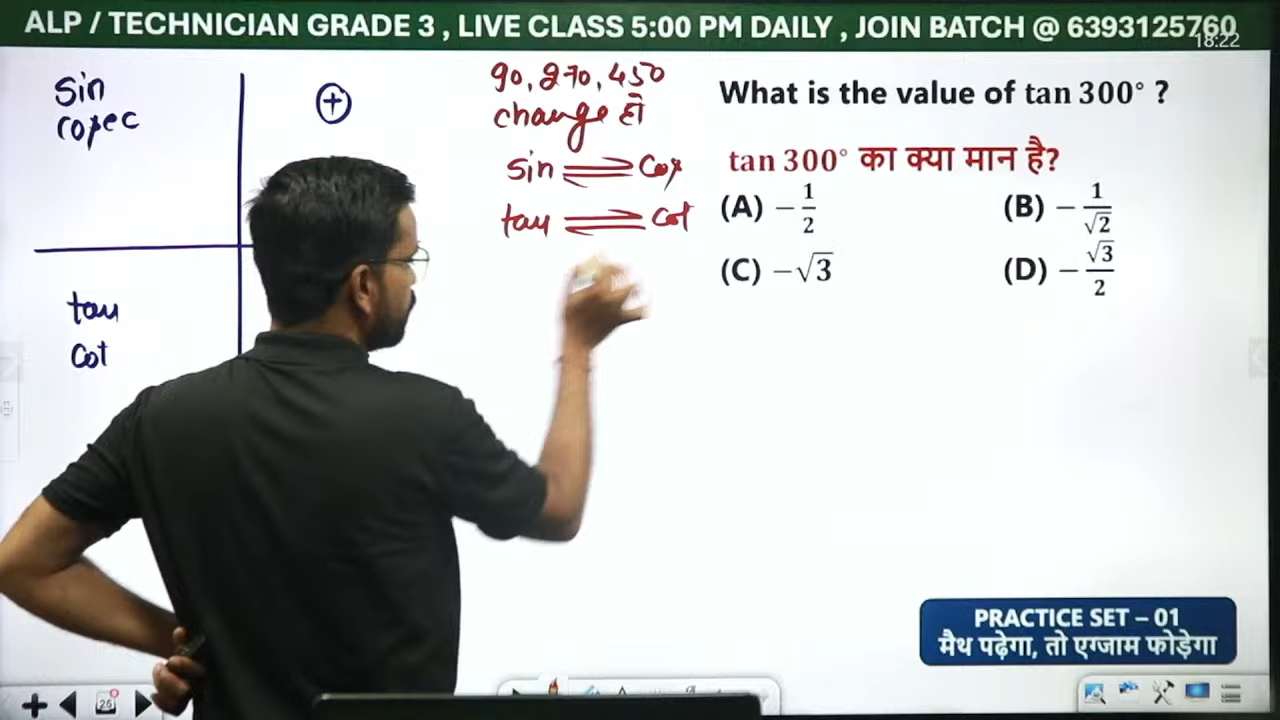 ALP / TECHNICIAN GRADE 3 , LIVE CLASS 5:00 PM DAILY , JOIN BATCH @ 6393125760
18:22
sin
cosec
+
tan
cot
90, 270, 450
change हो
sin ⇌ cos
tan ⇌ cot
What is the value of tan 300° ?
tan 300° का क्या मान है?
(A) −1/2
(B) −1/√2
(C) −√3
(D) −√3/2
PRACTICE SET – 01
मैथ पढ़ेगा, तो एग्जाम फोड़ेगा
26